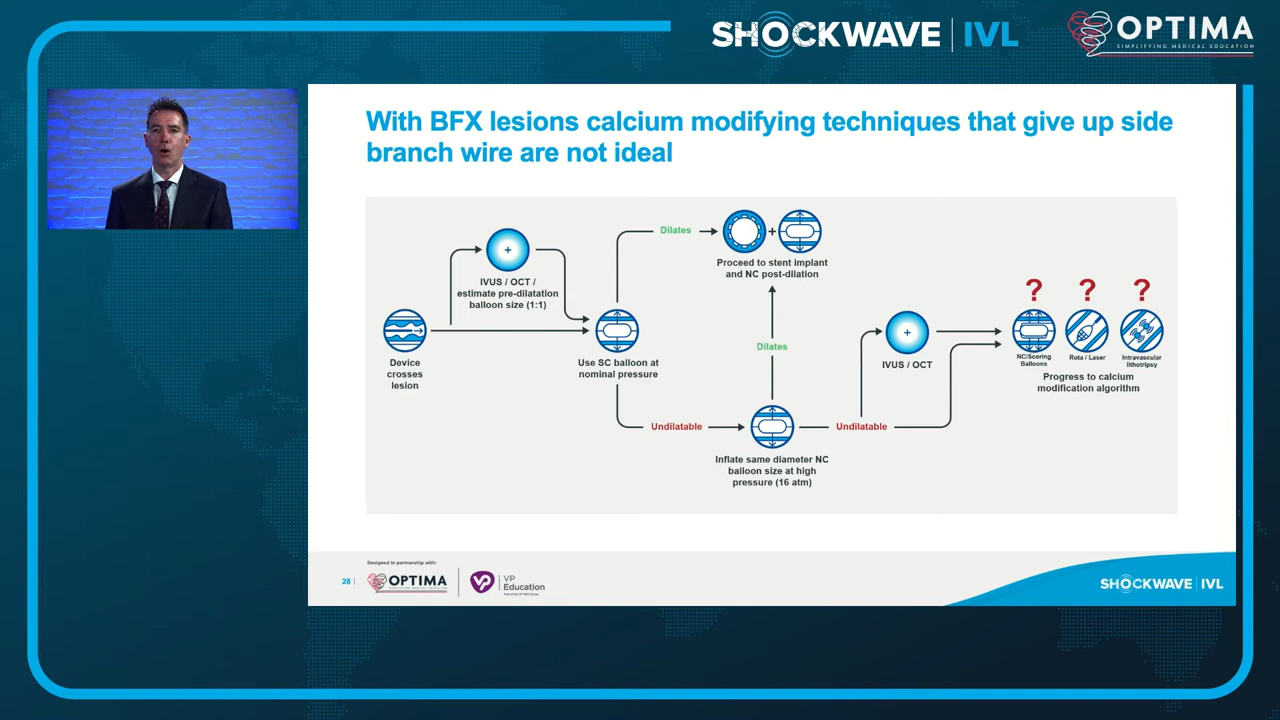 SHOCKWAVE | IVL
OPTIMA
SIMPLIFYING MEDICAL EDUCATION
With BFX lesions calcium modifying techniques that give up side
branch wire are not ideal
Device
crosses
lesion
IVUS / OCT /
estimate pre-dilatation
balloon size (1:1)
Use SC balloon at
nominal pressure
Dilates
Proceed to stent implant
and NC post-dilation
Dilates
Undilatable
Inflate same diameter NC
balloon size at high
pressure (16 atm)
Undilatable
IVUS / OCT
? ? ?
NC/Scoring
Balloons
Rota / Laser
Intravascular
lithotripsy
Progress to calcium
modification algorithm
28 |
Designed in partnership with:
OPTIMA
SIMPLIFYING MEDICAL EDUCATION
VP
VP
Education
SHOCKWAVE | IVL